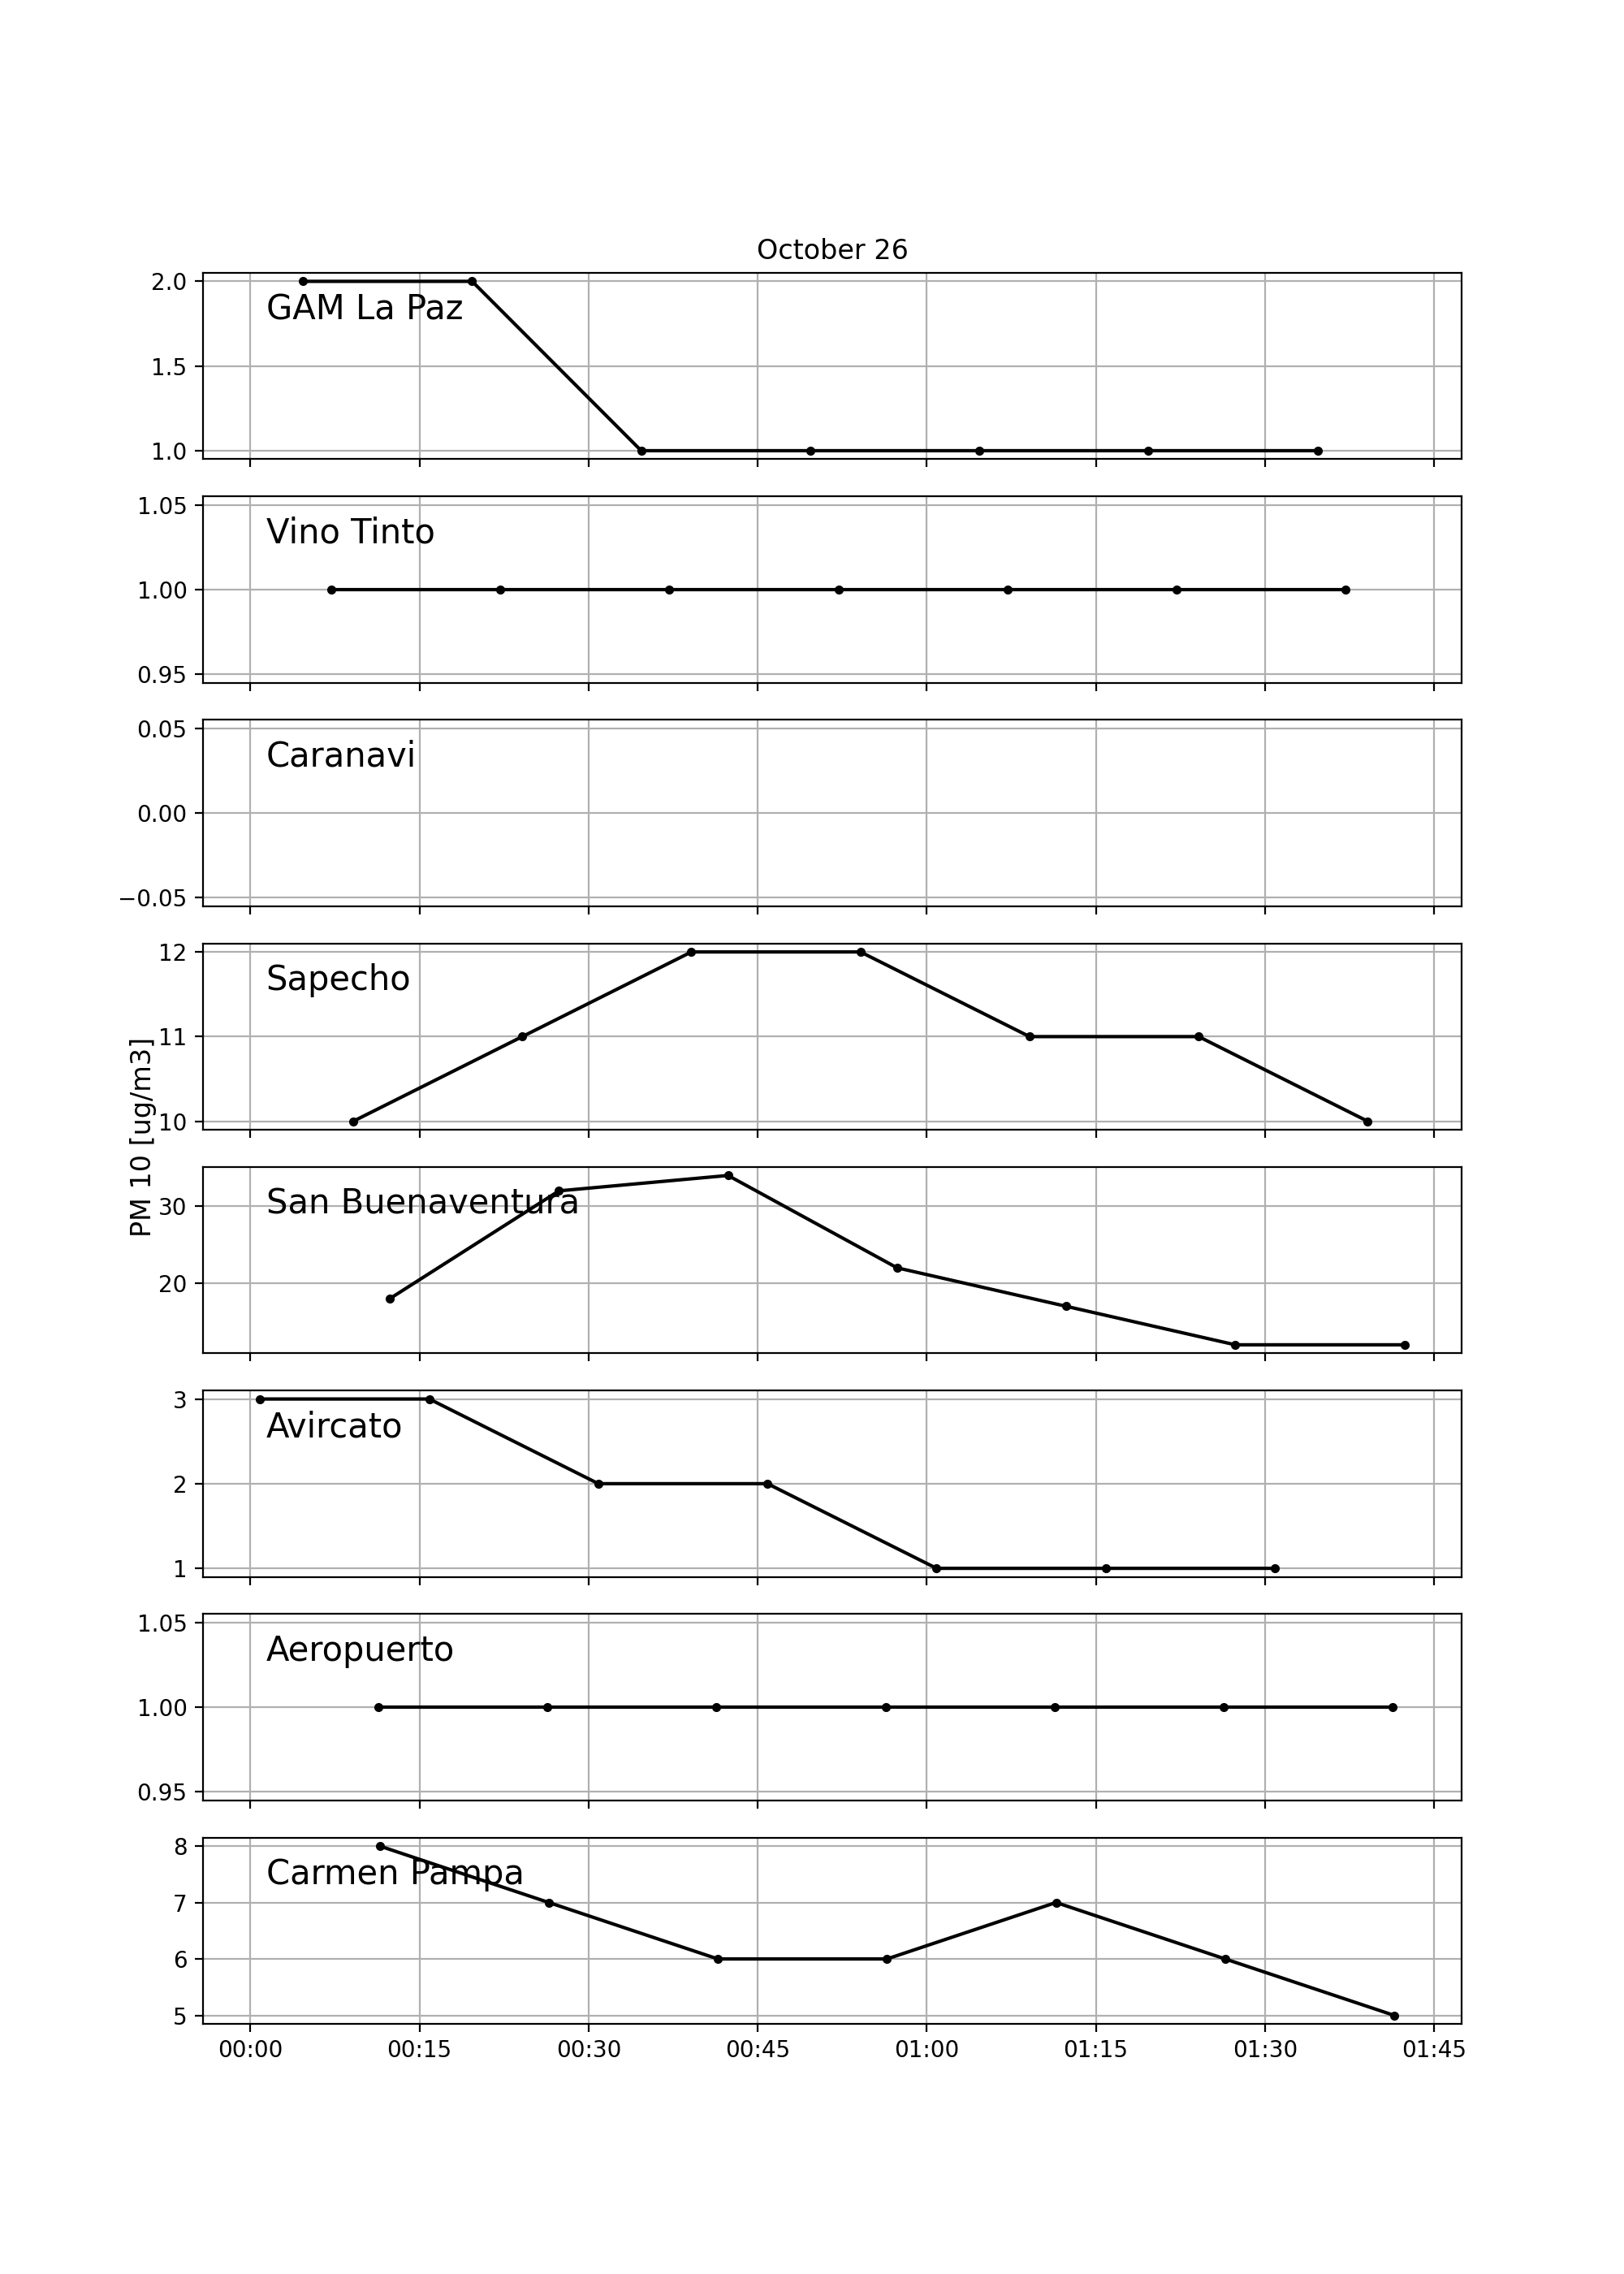 October 26
2.0
GAM La Paz
1.5
1.0
1.05
Vino Tinto
1.00
0.95
0.05
Caranavi
0.00
−0.05
12
Sapecho
11
10
PM 10 [ug/m3]
San Buenaventura
30
20
3
Avircato
2
1
1.05
Aeropuerto
1.00
0.95
8
Carmen Pampa
7
6
5
00:00 00:15 00:30 00:45 01:00 01:15 01:30 01:45